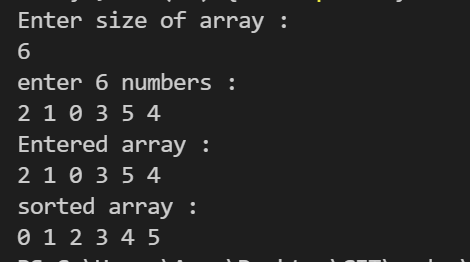 Enter size of array :
6
enter 6 numbers :
2 1 0 3 5 4
Entered array :
2 1 0 3 5 4
sorted array :
0 1 2 3 4 5